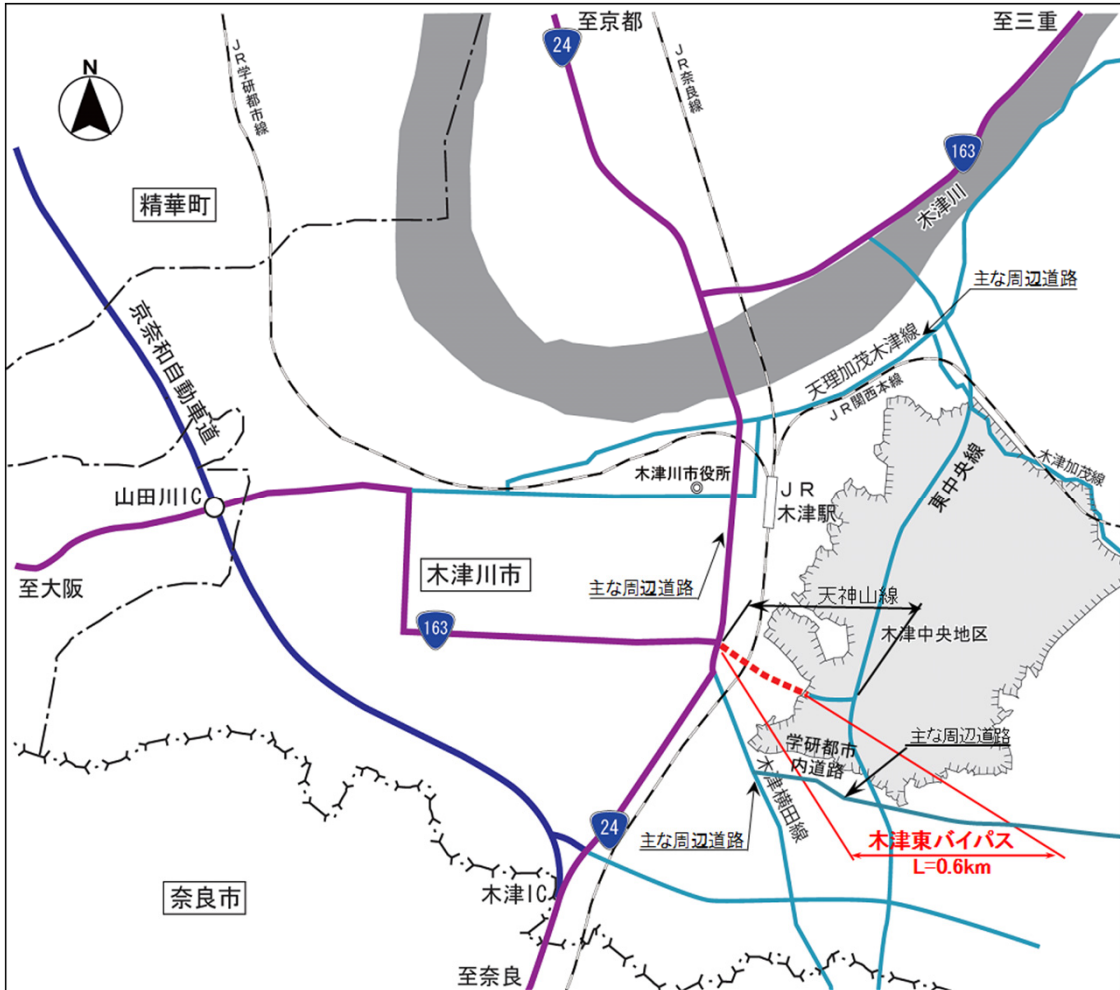 至京都
至三重
24
JR学研都市線
JR奈良線
N
163
木津川
精華町
主な周辺道路
京奈和自動車道
天理加茂木津線
JR関西本線
木津加茂線
東中央線
木津川市役所
山田川IC
JR
木津駅
至大阪
木津川市
主な周辺道路
天神山線
163
木津中央地区
学研都市
内道路
主な周辺道路
木津横田線
24
主な周辺道路
木津東バイパス
L=0.6km
奈良市
木津IC
至奈良